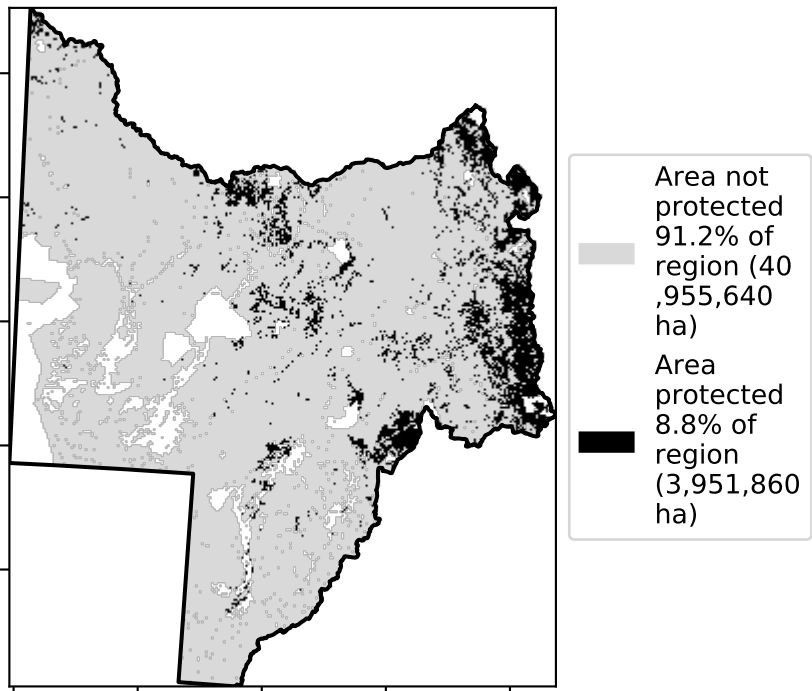 Area not
protected
91.2% of
region (40
,955,640
ha)
Area
protected
8.8% of
region
(3,951,860
ha)